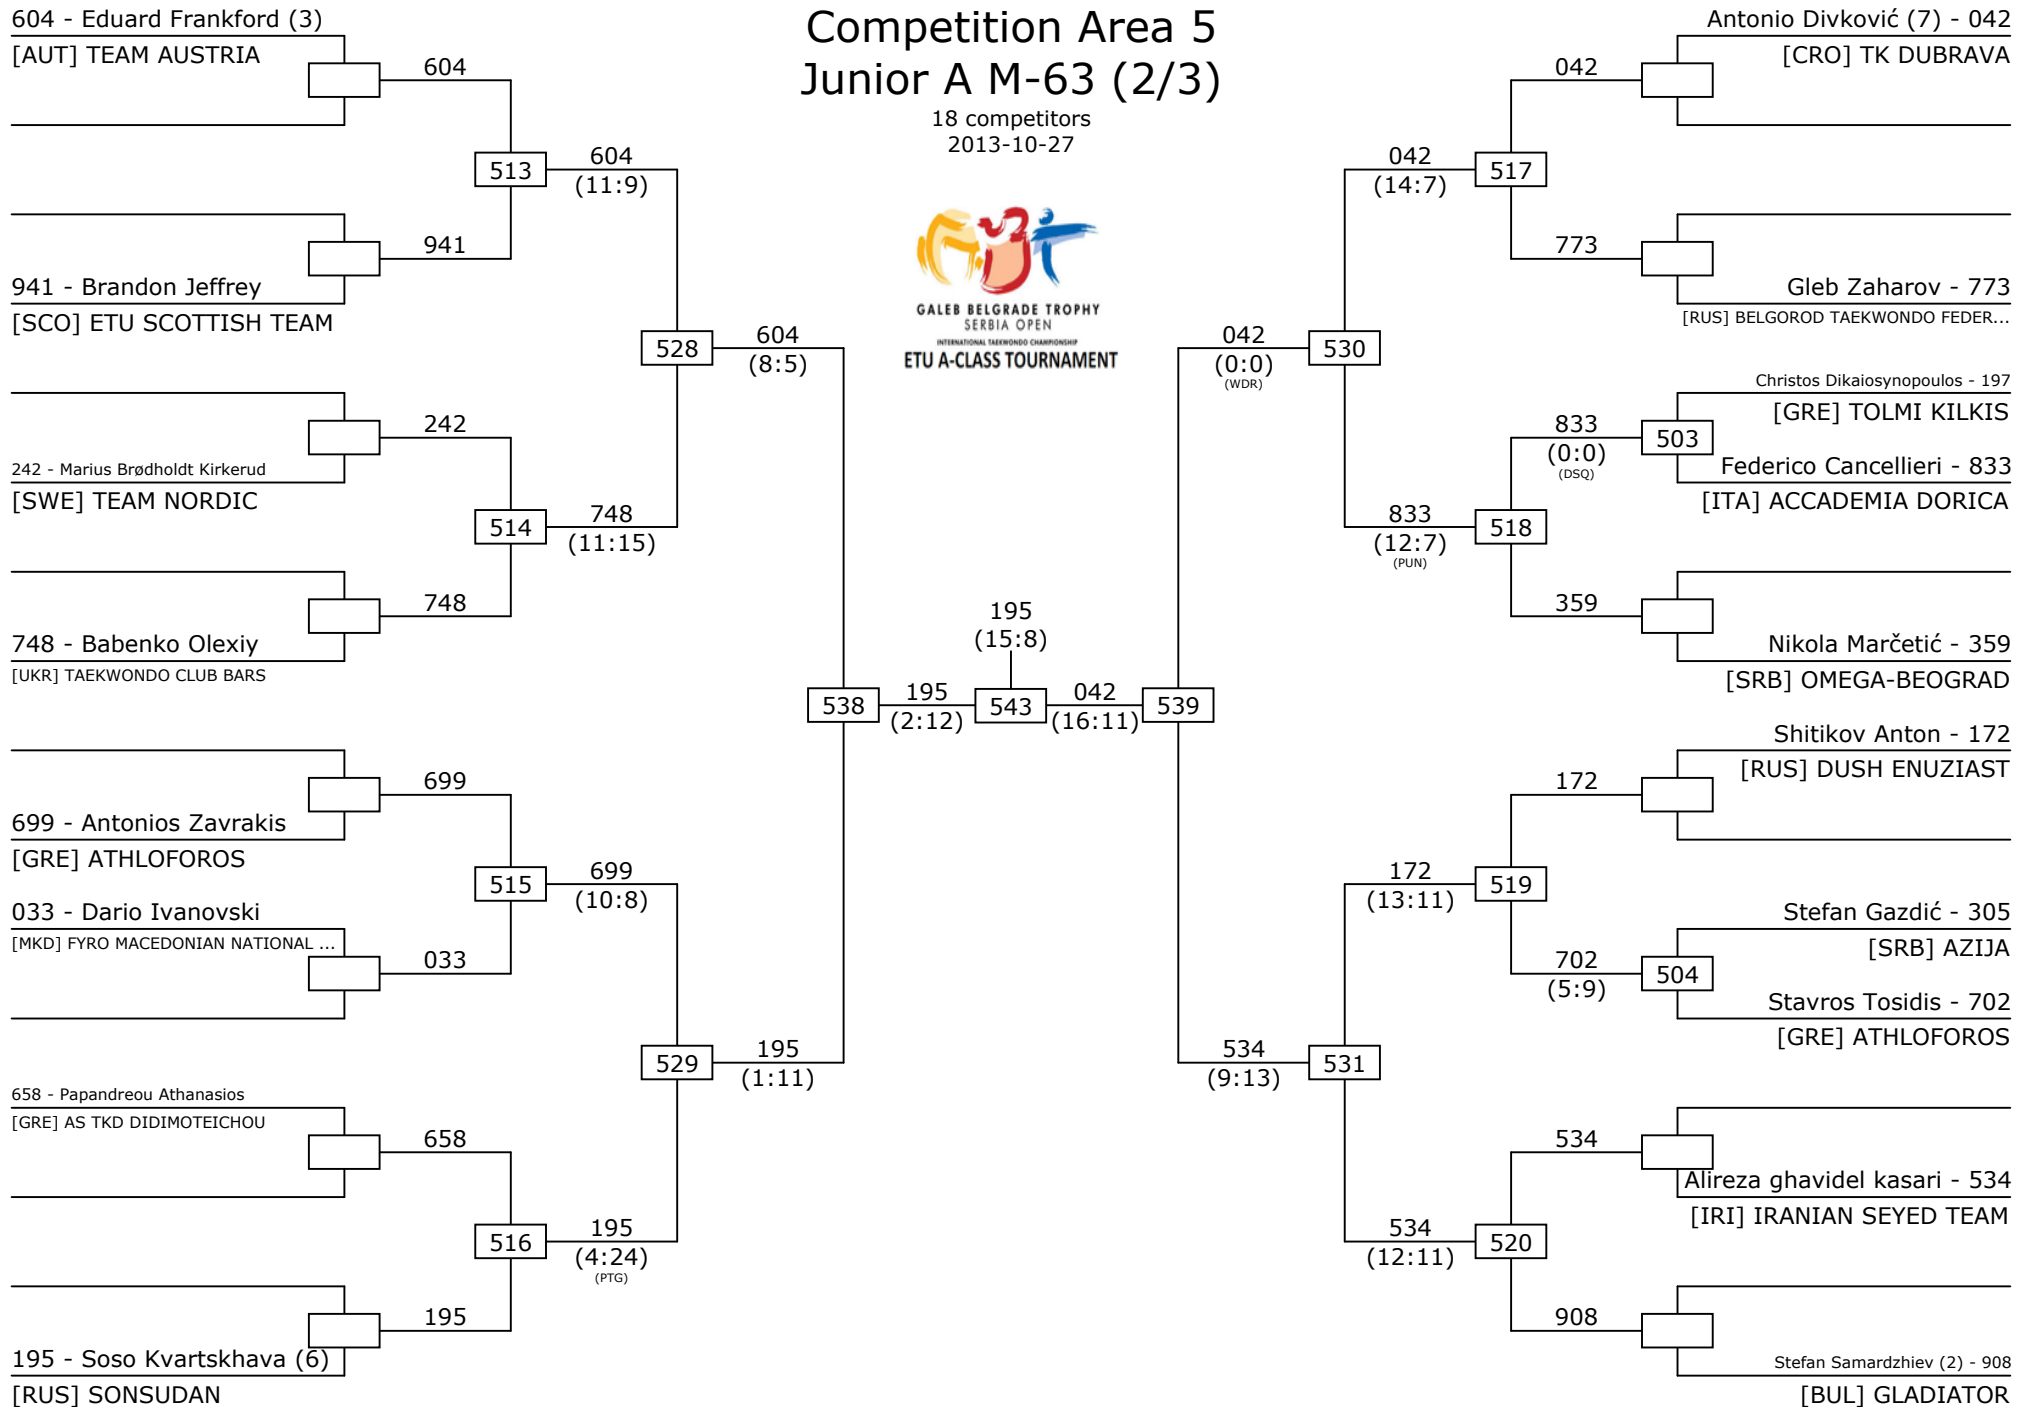 Competition Area 5
Junior A M-63 (2/3)
18 competitors
2013-10-27
GALEB BELGRADE TROPHY
SERBIA OPEN
INTERNATIONAL TAEKWONDO CHAMPIONSHIP
ETU A-CLASS TOURNAMENT
604 - Eduard Frankford (3)
[AUT] TEAM AUSTRIA
604
513
604
(11:9)
941
941 - Brandon Jeffrey
[SCO] ETU SCOTTISH TEAM
528
604
(8:5)
242
242 - Marius Brødholdt Kirkerud
[SWE] TEAM NORDIC
514
748
(11:15)
748
748 - Babenko Olexiy
[UKR] TAEKWONDO CLUB BARS
538
195
(2:12)
699
699 - Antonios Zavrakis
[GRE] ATHLOFOROS
515
699
(10:8)
033 - Dario Ivanovski
[MKD] FYRO MACEDONIAN NATIONAL ...
033
529
195
(1:11)
658 - Papandreou Athanasios
[GRE] AS TKD DIDIMOTEICHOU
658
516
195
(4:24)
(PTG)
195
195 - Soso Kvartskhava (6)
[RUS] SONSUDAN
195
(15:8)
543
Antonio Divković (7) - 042
[CRO] TK DUBRAVA
042
042
(14:7)
517
773
Gleb Zaharov - 773
[RUS] BELGOROD TAEKWONDO FEDER...
042
(0:0)
(WDR)
530
Christos Dikaiosynopoulos - 197
[GRE] TOLMI KILKIS
833
(0:0)
(DSQ)
503
Federico Cancellieri - 833
[ITA] ACCADEMIA DORICA
833
(12:7)
(PUN)
518
359
Nikola Marčetić - 359
[SRB] OMEGA-BEOGRAD
042
(16:11)
539
Shitikov Anton - 172
[RUS] DUSH ENUZIAST
172
172
(13:11)
519
Stefan Gazdić - 305
[SRB] AZIJA
702
(5:9)
504
Stavros Tosidis - 702
[GRE] ATHLOFOROS
534
(9:13)
531
534
Alireza ghavidel kasari - 534
[IRI] IRANIAN SEYED TEAM
534
(12:11)
520
908
Stefan Samardzhiev (2) - 908
[BUL] GLADIATOR